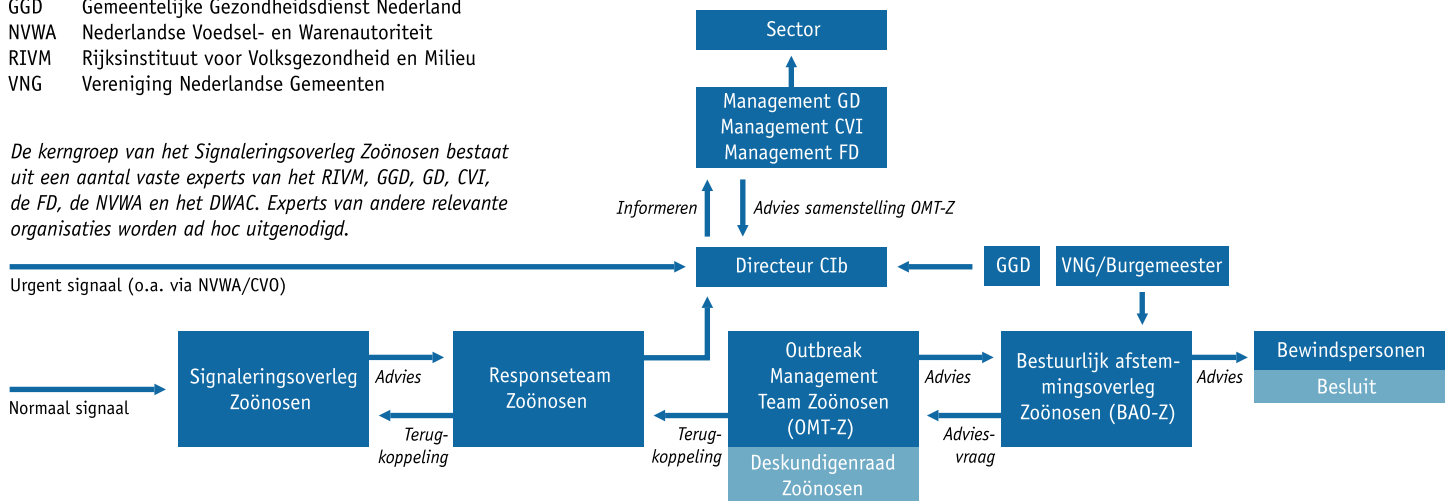 GGD Gemeentelijke Gezondheidsdienst Nederland
NVWA Nederlandse Voedsel- en Warenautoriteit
RIVM Rijksinstituut voor Volksgezondheid en Milieu
VNG Vereniging Nederlandse Gemeenten
De kerngroep van het Signaleringsoverleg Zoönosen bestaat
uit een aantal vaste experts van het RIVM, GGD, GD, CVI,
de FD, de NVWA en het DWAC. Experts van andere relevante
organisaties worden ad hoc uitgenodigd.
Sector
Management GD
Management CVI
Management FD
Informeren
Advies samenstelling OMT-Z
Urgent signaal (o.a. via NVWA/CVO)
Directeur CIb
GGD
VNG/Burgemeester
Normaal signaal
Signaleringsoverleg
Zoönosen
Advies
Terug-
koppeling
Responseteam
Zoönosen
Terug-
koppeling
Outbreak
Management
Team Zoönosen
(OMT-Z)
Deskundigenraad
Zoönosen
Advies
Advies-
vraag
Bestuurlijk afstem-
mingsoverleg
Zoönosen (BAO-Z)
Advies
Bewindspersonen
Besluit